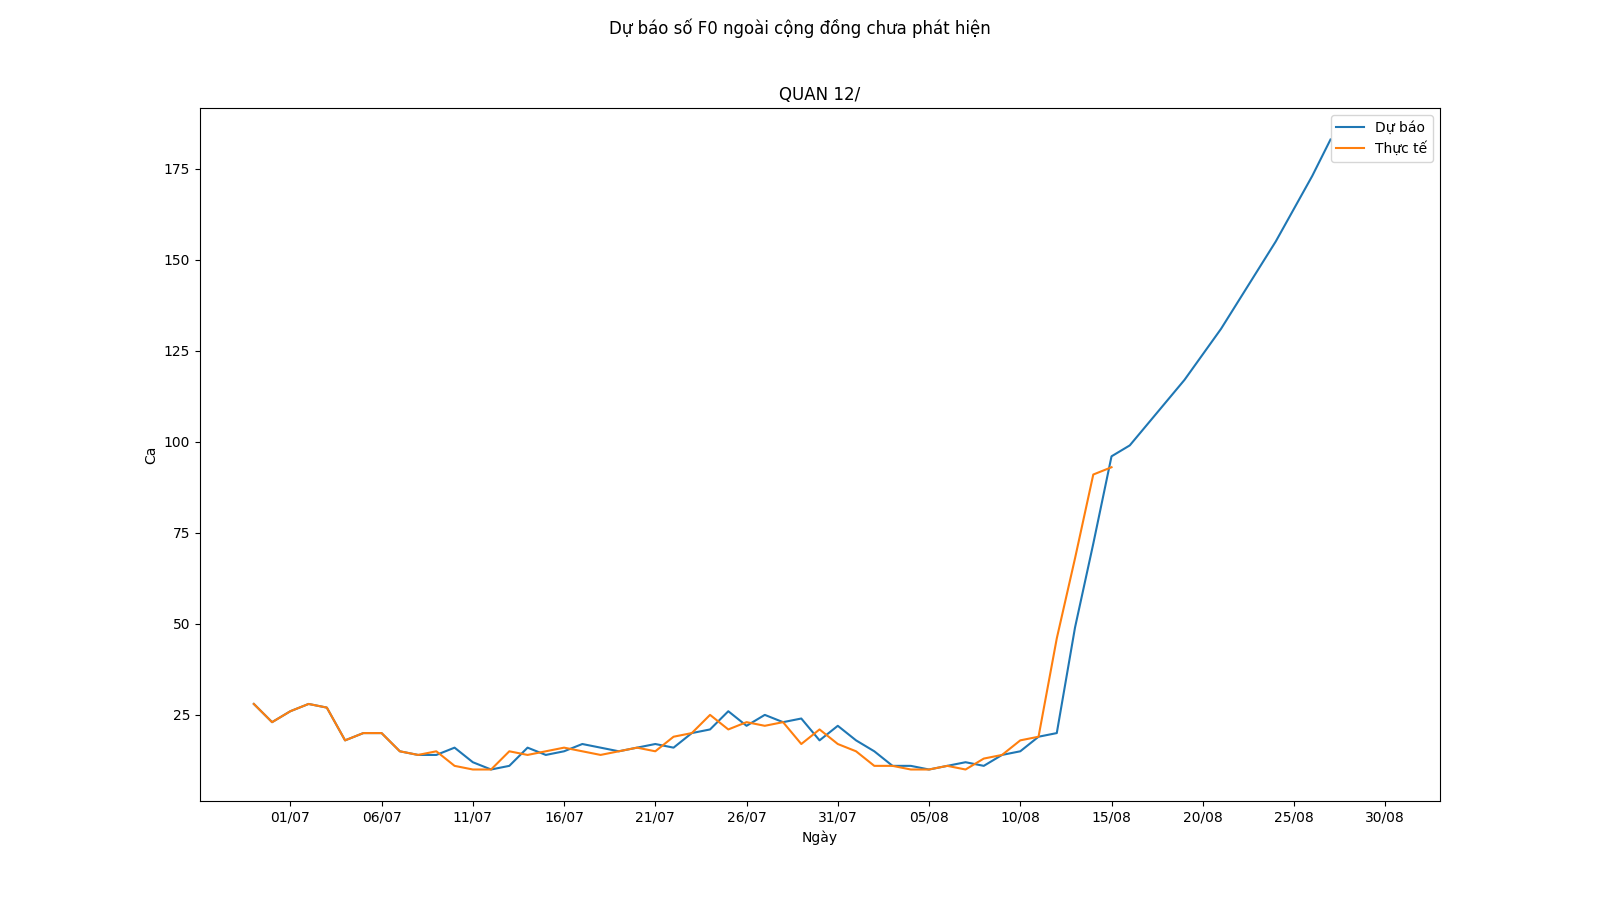 Dự báo số F0 ngoài cộng đồng chưa phát hiện
QUAN 12/
Dự báo
Thực tế
175
150
125
100
75
50
25
Ca
01/07 06/07 11/07 16/07 21/07 26/07 31/07 05/08 10/08 15/08 20/08 25/08 30/08
Ngày